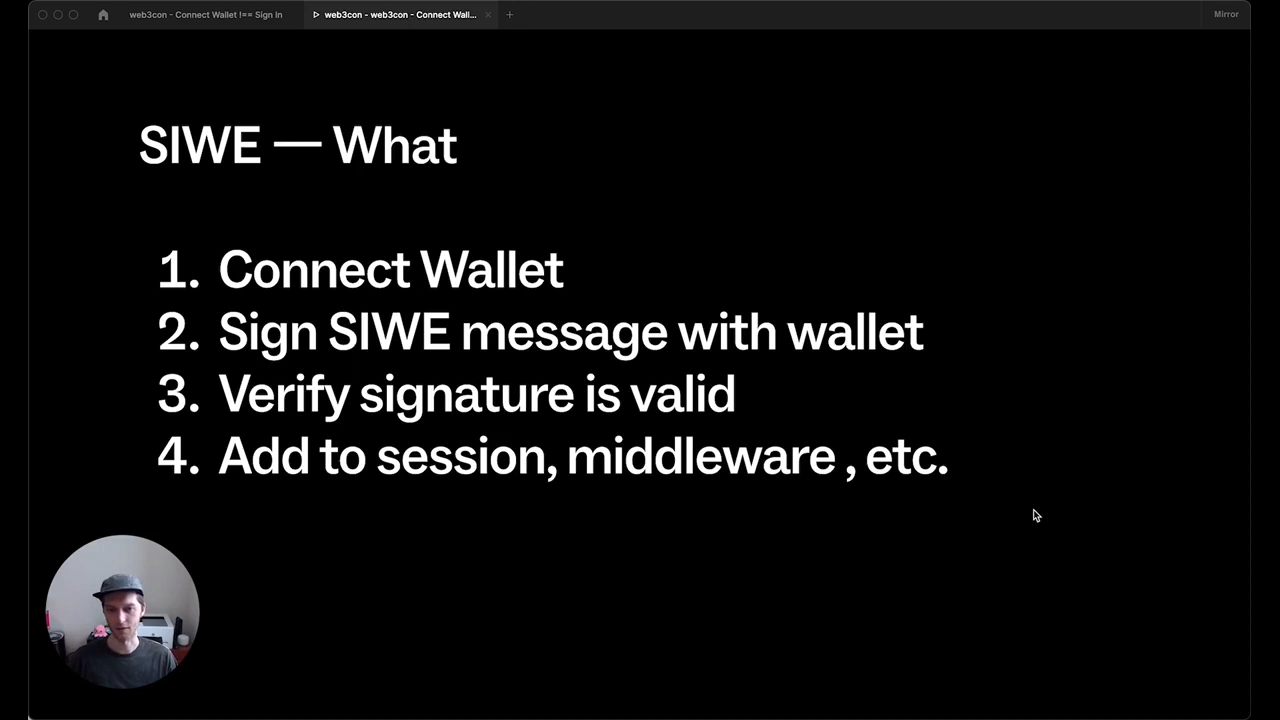 web3con - Connect Wallet !== Sign In
web3con - web3con - Connect Wall...
Mirror
SIWE — What
1. Connect Wallet
2. Sign SIWE message with wallet
3. Verify signature is valid
4. Add to session, middleware , etc.